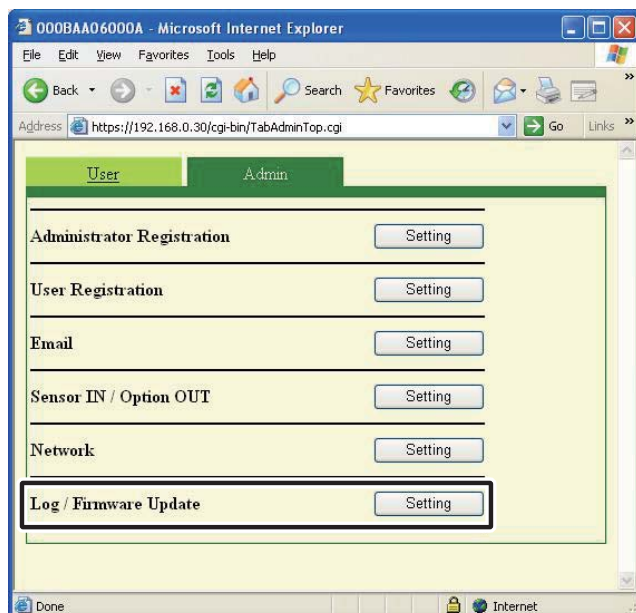 000BAA06000A - Microsoft Internet Explorer
File Edit View Favorites Tools Help
Back Search Favorites »
Address https://192.168.0.30/cgi-bin/TabAdminTop.cgi Go Links »
User Admin
Administrator Registration Setting
User Registration Setting
Email Setting
Sensor IN / Option OUT Setting
Network Setting
Log / Firmware Update Setting
Done Internet